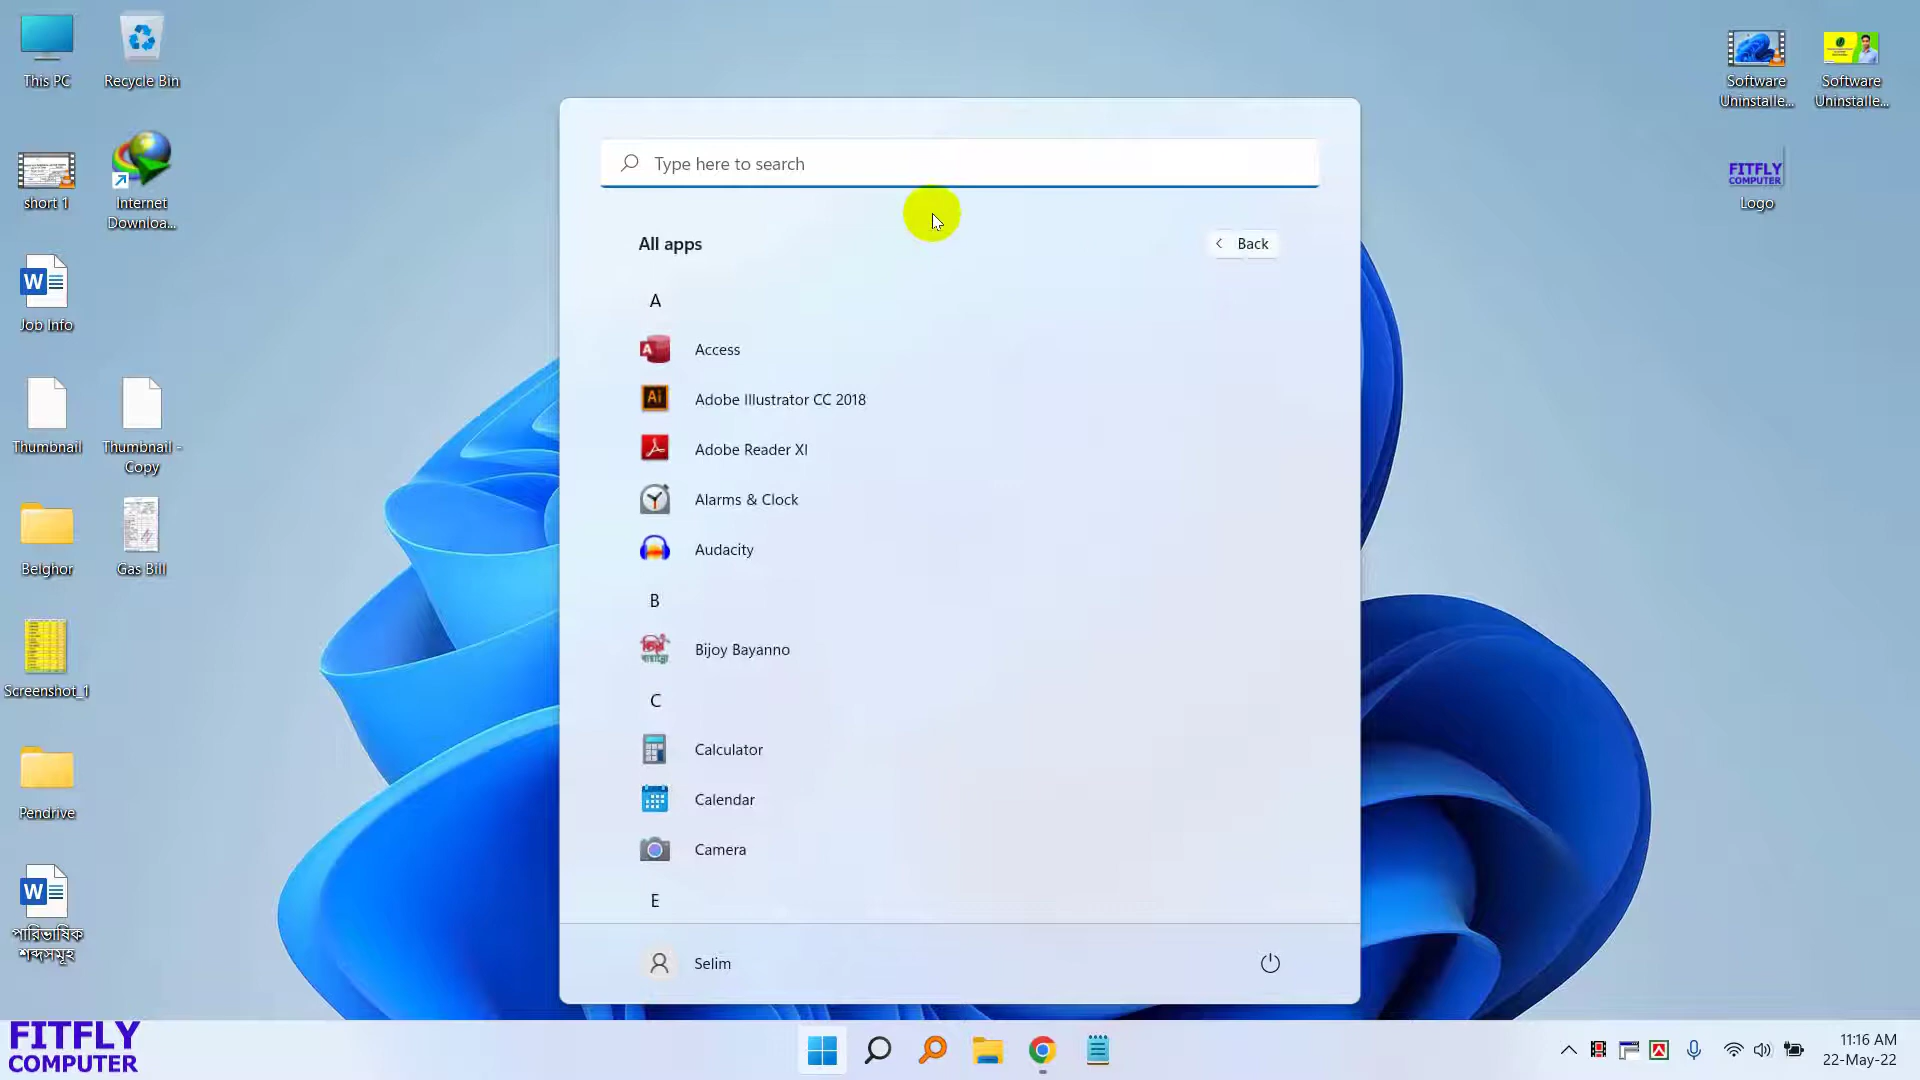 This PC
Recycle Bin
short 1
Internet
Downloa...
Job Info
Thumbnail
Thumbnail -
Copy
Belghor
Gas Bill
Screenshot_1
Pendrive
পারিভাষিক
শব্দসমূহ
Type here to search
All apps
Back
A
Access
Adobe Illustrator CC 2018
Adobe Reader XI
Alarms & Clock
Audacity
B
Bijoy Bayanno
C
Calculator
Calendar
Camera
E
Selim
Software
Uninstalle...
Software
Uninstalle...
FITFLY
COMPUTER
Logo
FITFLY
COMPUTER
11:16 AM
22-May-22